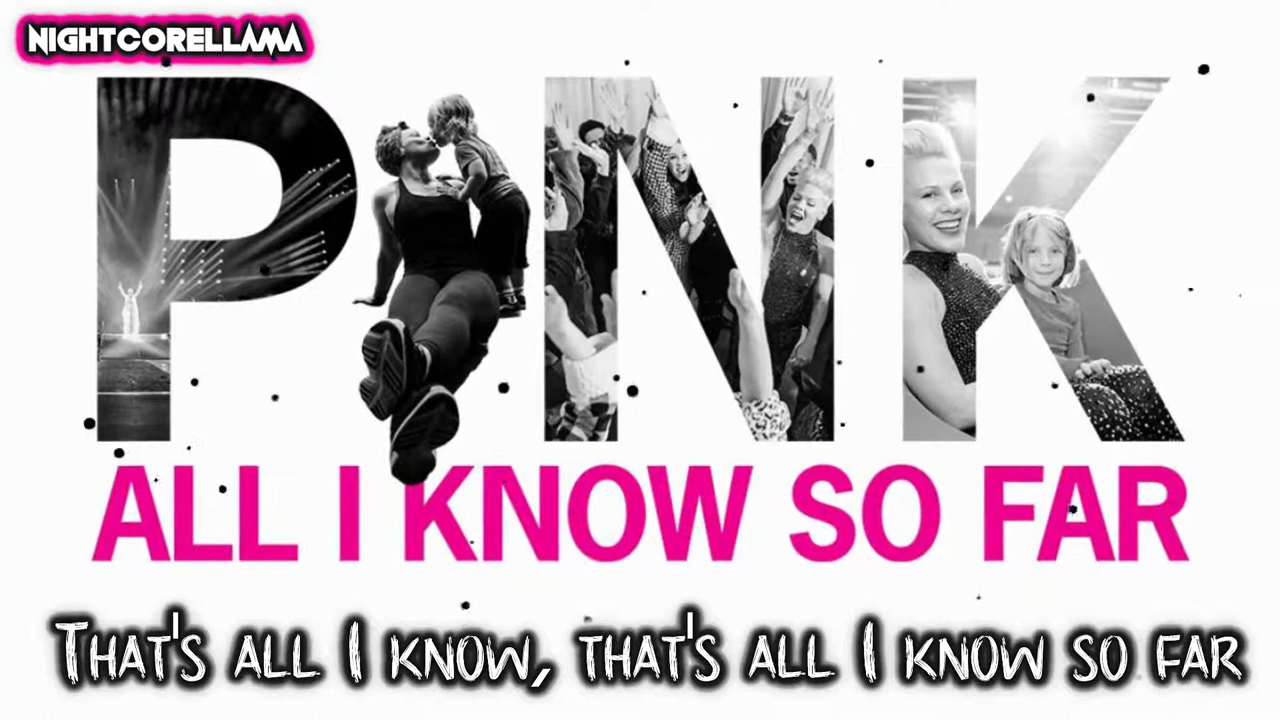 NIGHTCORELLAMA
P!NK
ALL I KNOW SO FAR
That's all I know, that's all I know so far